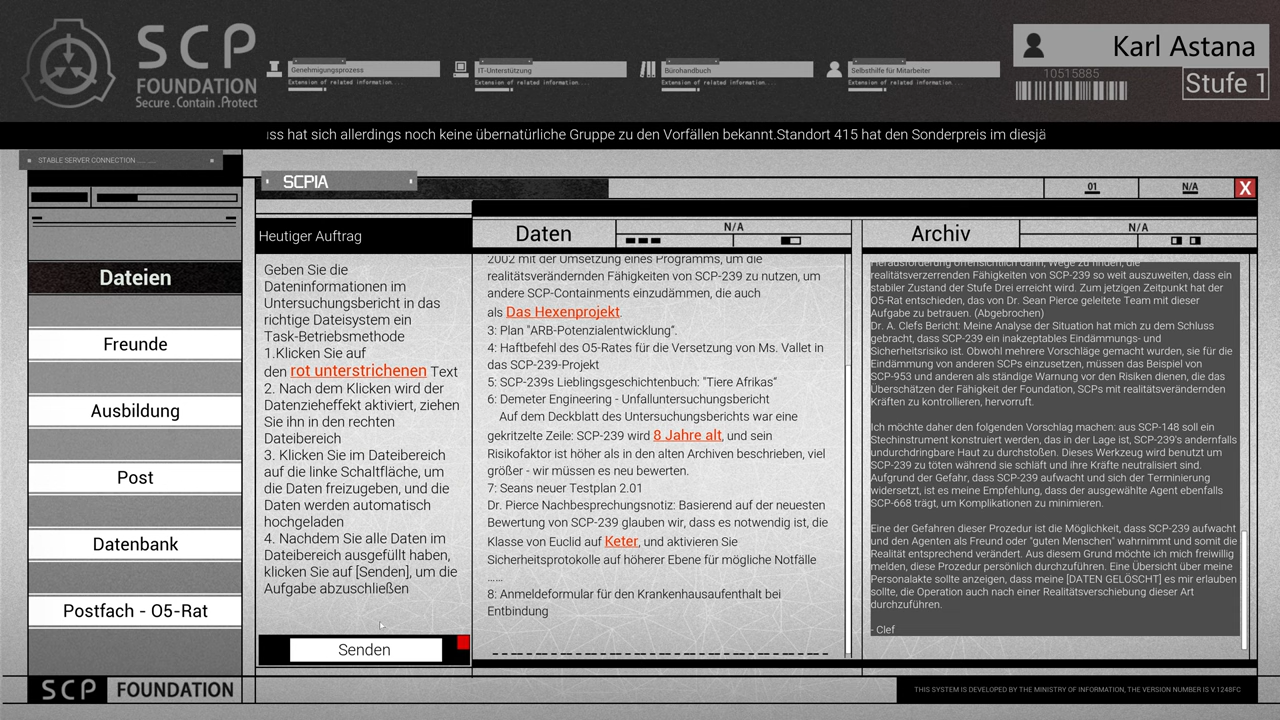 SCP
FOUNDATION
Secure .Contain .Protect
Genehmigungsprozess
Extension of related information...
IT-Unterstützung
Extension of related information...
Bürohandbuch
Extension of related information...
Selbsthilfe für Mitarbeiter
Extension of related information...
Karl Astana
10515885
Stufe 1
ss hat sich allerdings noch keine übernatürliche Gruppe zu den Vorfällen bekannt.Standort 415 hat den Sonderpreis im diesjä
STABLE SERVER CONNECTION ... ....
Dateien
Freunde
Ausbildung
Post
Datenbank
Postfach - O5-Rat
SCP FOUNDATION
SCPIA
01
N/A
X
Heutiger Auftrag
Geben Sie die
Dateninformationen im
Untersuchungsbericht in das
richtige Dateisystem ein
Task-Betriebsmethode
1.Klicken Sie auf
den rot unterstrichenen Text
2. Nach dem Klicken wird der
Datenzieheffekt aktiviert, ziehen
Sie ihn in den rechten
Dateibereich
3. Klicken Sie im Dateibereich
auf die linke Schaltfläche, um
die Daten freizugeben, und die
Daten werden automatisch
hochgeladen
4. Nachdem Sie alle Daten im
Dateibereich ausgefüllt haben,
klicken Sie auf [Senden], um die
Aufgabe abzuschließen
Senden
Daten
N/A
2002 mit der Umsetzung eines Programms, um die
realitätsverändernden Fähigkeiten von SCP-239 zu nutzen, um
andere SCP-Containments einzudämmen, die auch
als Das Hexenprojekt.
3: Plan "ARB-Potenzialentwicklung".
4: Haftbefehl des O5-Rates für die Versetzung von Ms. Vallet in
das SCP-239-Projekt
5: SCP-239s Lieblingsgeschichtenbuch: "Tiere Afrikas"
6: Demeter Engineering - Unfalluntersuchungsbericht
Auf dem Deckblatt des Untersuchungsberichts war eine
gekritzelte Zeile: SCP-239 wird 8 Jahre alt, und sein
Risikofaktor ist höher als in den alten Archiven beschrieben, viel
größer - wir müssen es neu bewerten.
7: Seans neuer Testplan 2.01
Dr. Pierce Nachbesprechungsnotiz: Basierend auf der neuesten
Bewertung von SCP-239 glauben wir, dass es notwendig ist, die
Klasse von Euclid auf Keter, und aktivieren Sie
Sicherheitsprotokolle auf höherer Ebene für mögliche Notfälle
......
8: Anmeldeformular für den Krankenhausaufenthalt bei
Entbindung
Archiv
N/A
Herausforderung offensichtlich darin, Wege zu finden, die
realitätsverzerrenden Fähigkeiten von SCP-239 so weit auszuweiten, dass ein
stabiler Zustand der Stufe Drei erreicht wird. Zum jetzigen Zeitpunkt hat der
O5-Rat entschieden, das von Dr. Sean Pierce geleitete Team mit dieser
Aufgabe zu betrauen. (Abgebrochen)
Dr. A. Clefs Bericht: Meine Analyse der Situation hat mich zu dem Schluss
gebracht, dass SCP-239 ein inakzeptables Eindämmungs- und
Sicherheitsrisiko ist. Obwohl mehrere Vorschläge gemacht wurden, sie für die
Eindämmung von anderen SCPs einzusetzen, müssen das Beispiel von
SCP-953 und anderen als ständige Warnung vor den Risiken dienen, die das
Überschätzen der Fähigkeit der Foundation, SCPs mit realitätsverändernden
Kräften zu kontrollieren, hervorruft.
Ich möchte daher den folgenden Vorschlag machen: aus SCP-148 soll ein
Stechinstrument konstruiert werden, das in der Lage ist, SCP-239's andernfalls
undurchdringbare Haut zu durchstoßen. Dieses Werkzeug wird benutzt um
SCP-239 zu töten während sie schläft und ihre Kräfte neutralisiert sind.
Aufgrund der Gefahr, dass SCP-239 aufwacht und sich der Terminierung
widersetzt, ist es meine Empfehlung, dass der ausgewählte Agent ebenfalls
SCP-668 trägt, um Komplikationen zu minimieren.
Eine der Gefahren dieser Prozedur ist die Möglichkeit, dass SCP-239 aufwacht
und den Agenten als Freund oder "guten Menschen" wahrnimmt und somit die
Realität entsprechend verändert. Aus diesem Grund möchte ich mich freiwillig
melden, diese Prozedur persönlich durchzuführen. Eine Übersicht über meine
Personalakte sollte anzeigen, dass meine [DATEN GELÖSCHT] es mir erlauben
sollte, die Operation auch nach einer Realitätsverschiebung dieser Art
durchzuführen.
- Clef
THIS SYSTEM IS DEVELOPED BY THE MINISTRY OF INFORMATION, THE VERSION NUMBER IS V.1248FC